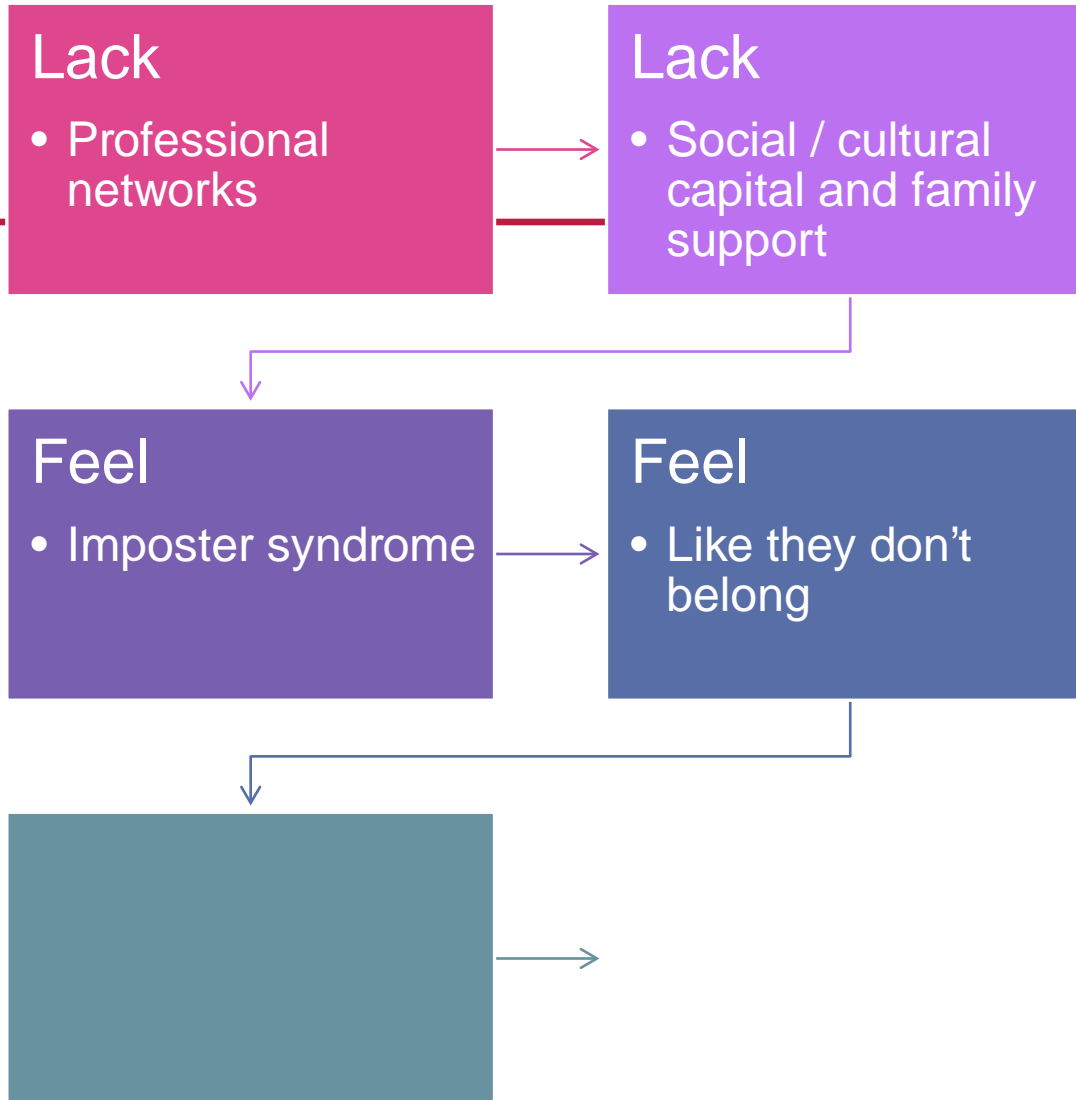 Lack
• Professional
networks
Lack
• Social / cultural
capital and family
support
Feel
• Imposter syndrome
Feel
• Like they don’t
belong